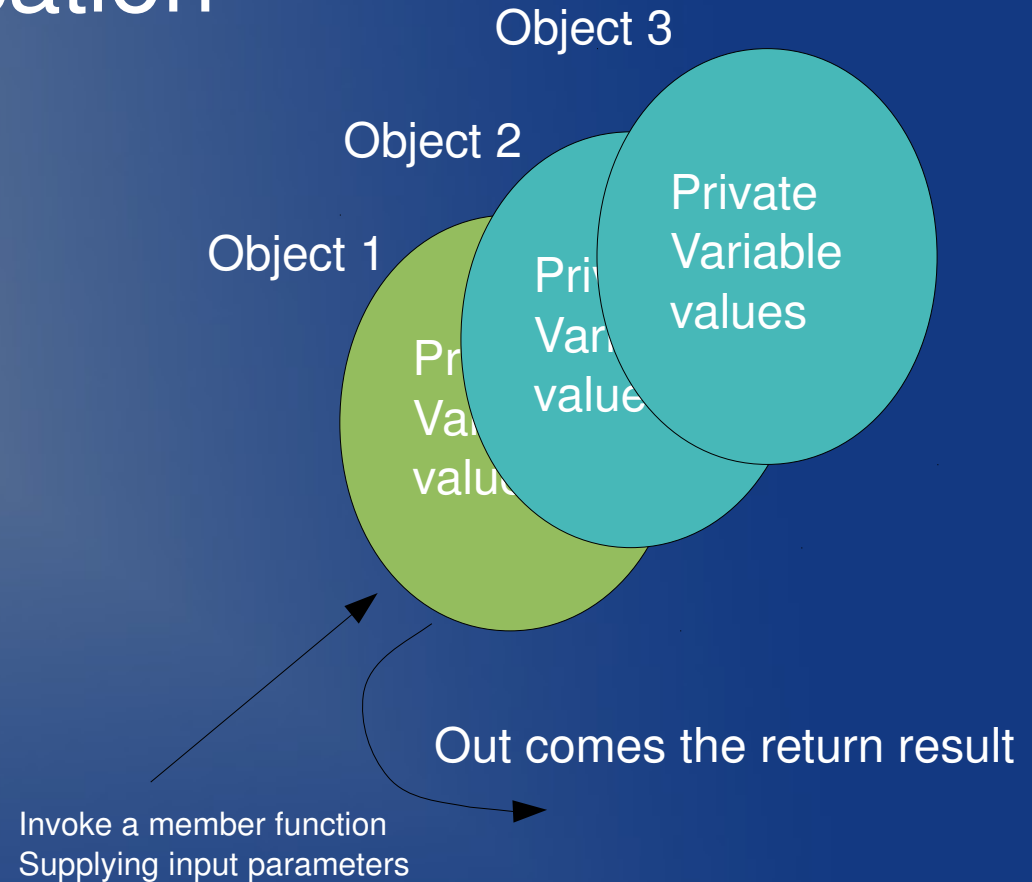 Object 3
Object 2
Object 1
Private
Variable
values
Invoke a member function
Supplying input parameters
Out comes the return result